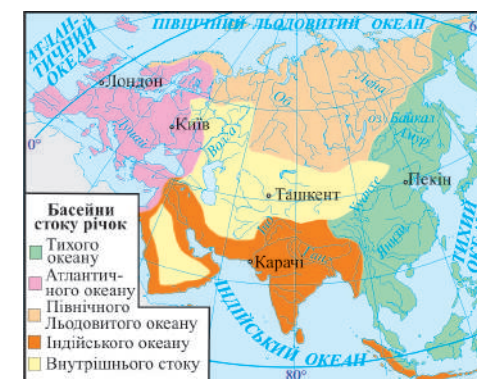 ПІВНІЧНИЙ ЛЬОДОВИТИЙ ОКЕАН
АТЛАН-
ТИЧНИЙ
ОКЕАН
Лондон
Об
Лена
оз. Байкал
Амур
Київ
Дунай
Волга
0°
Ташкент
Пекін
Хуанхе
Янцзи
Інд
Ганг
Карачі
ТИХИЙ
ІНДІЙСЬКИЙ ОКЕАН
80°
Басейни
стоку річок
Тихого
океану
Атлантич-
ного океану
Північного
Льодовитого океану
Індійського океану
Внутрішнього стоку